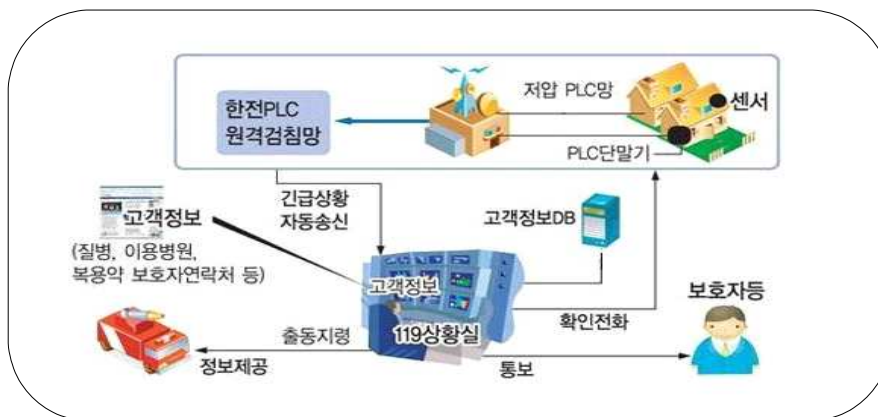 저압 PLC망
센서
한전PLC
원격검침망
PLC단말기
긴급상황
자동송신
고객정보
고객정보DB
(질병, 이용병원,
복용약 보호자연락처 등)
고객정보
보호자등
119상황실
확인전화
출동지령
정보제공
통보